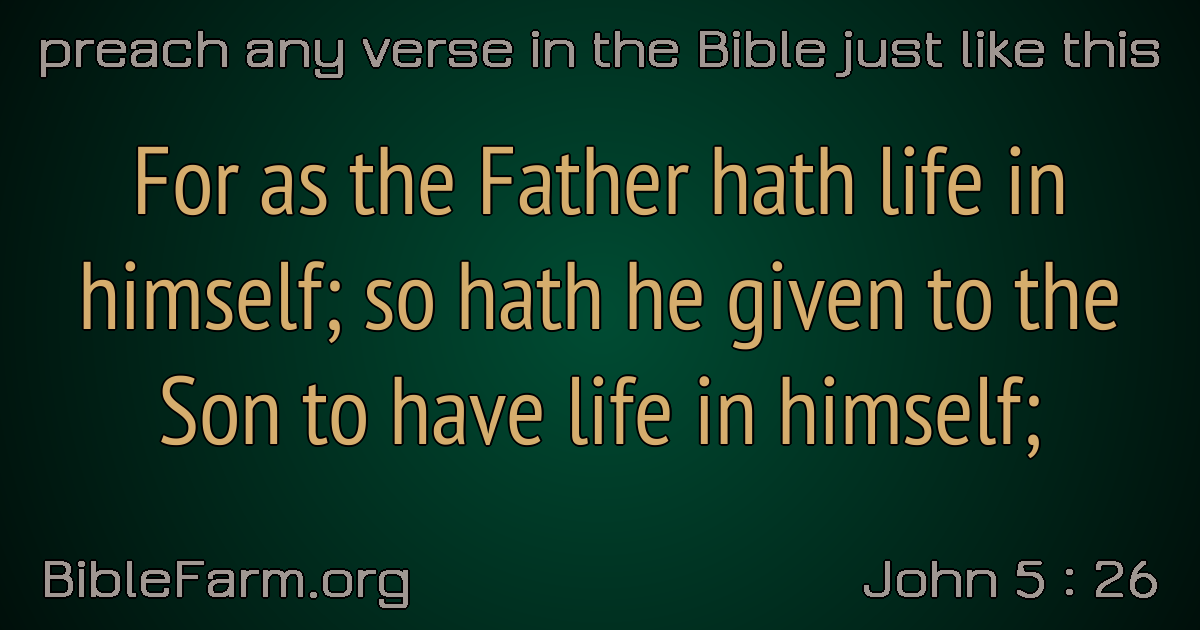 preach any verse in the Bible just like this
For as the Father hath life in
himself; so hath he given to the
Son to have life in himself;
BibleFarm.org
John 5 : 26